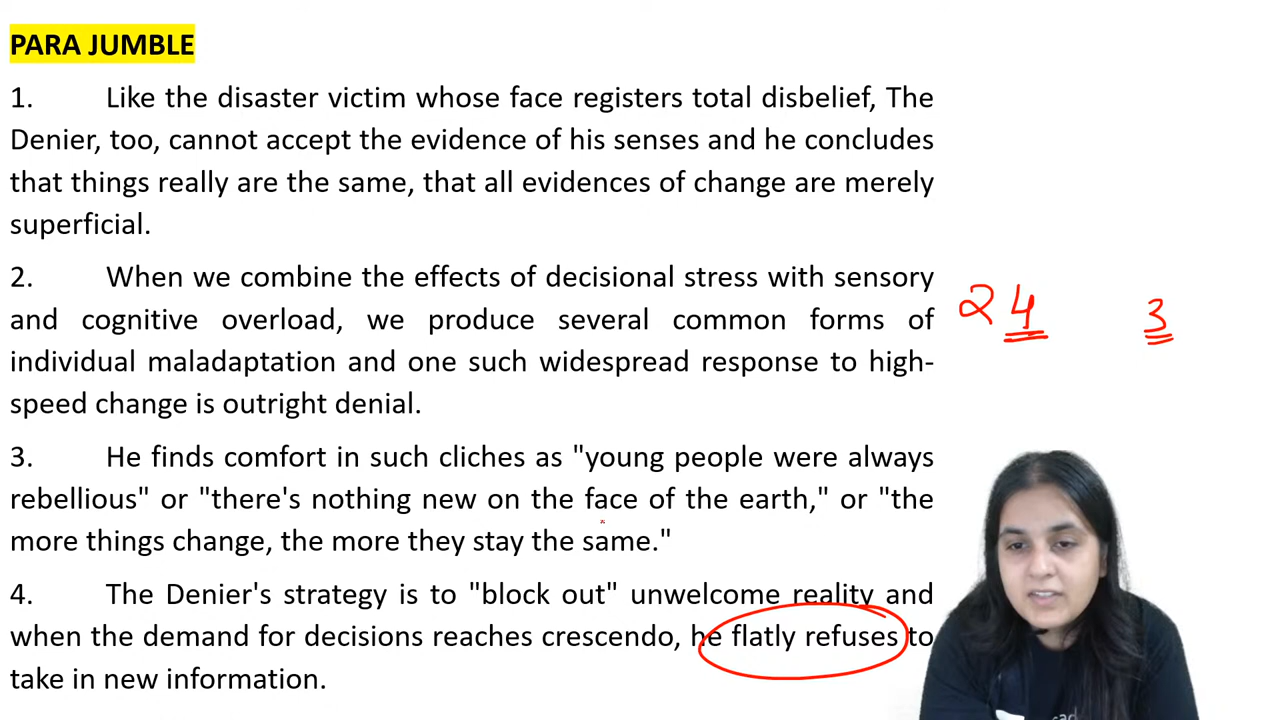 PARA JUMBLE
1. Like the disaster victim whose face registers total disbelief, The
Denier, too, cannot accept the evidence of his senses and he concludes
that things really are the same, that all evidences of change are merely
superficial.
2. When we combine the effects of decisional stress with sensory
and cognitive overload, we produce several common forms of
individual maladaptation and one such widespread response to high-
speed change is outright denial.
24 3
3. He finds comfort in such cliches as "young people were always
rebellious" or "there's nothing new on the face of the earth," or "the
more things change, the more they stay the same."
4. The Denier's strategy is to "block out" unwelcome reality and
when the demand for decisions reaches crescendo, he flatly refuses to
take in new information.